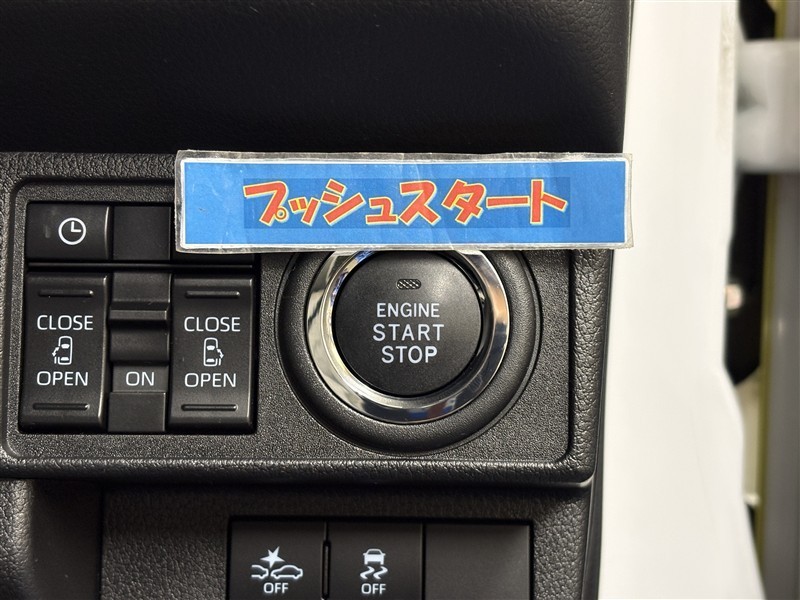 プッシュスタート
ENGINE
START
STOP
CLOSE
OPEN
ON
CLOSE
OPEN
OFF
OFF